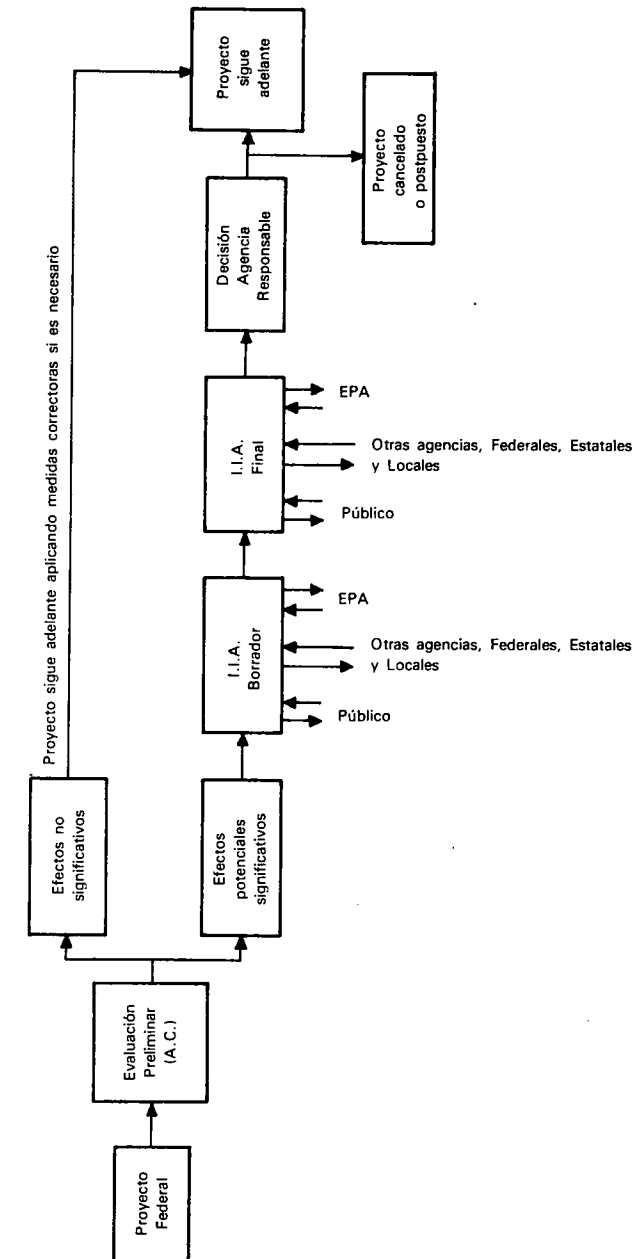 Proyecto
Federal
Evaluación
Preliminar
(A.C.)
Efectos no
significativos
Proyecto sigue adelante aplicando medidas correctoras si es necesario
Efectos
potenciales
significativos
I.I.A.
Borrador
EPA
Otras agencias, Federales, Estatales
y Locales
Público
I.I.A.
Final
EPA
Otras agencias, Federales, Estatales
y Locales
Público
Decisión
Agencia
Responsable
Proyecto
sigue
adelante
Proyecto
cancelado
o postpuesto